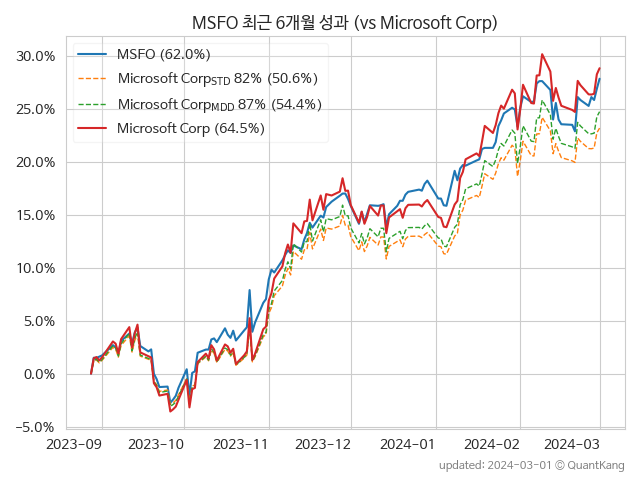 MSFO 최근 6개월 성과 (vs Microsoft Corp)
30.0%
25.0%
20.0%
15.0%
10.0%
5.0%
0.0%
−5.0%
MSFO (62.0%)
Microsoft CorpSTD 82% (50.6%)
Microsoft CorpMDD 87% (54.4%)
Microsoft Corp (64.5%)
2023−09 2023−10 2023−11 2023−12 2024−01 2024−02 2024−03
updated: 2024−03−01 © QuantKang